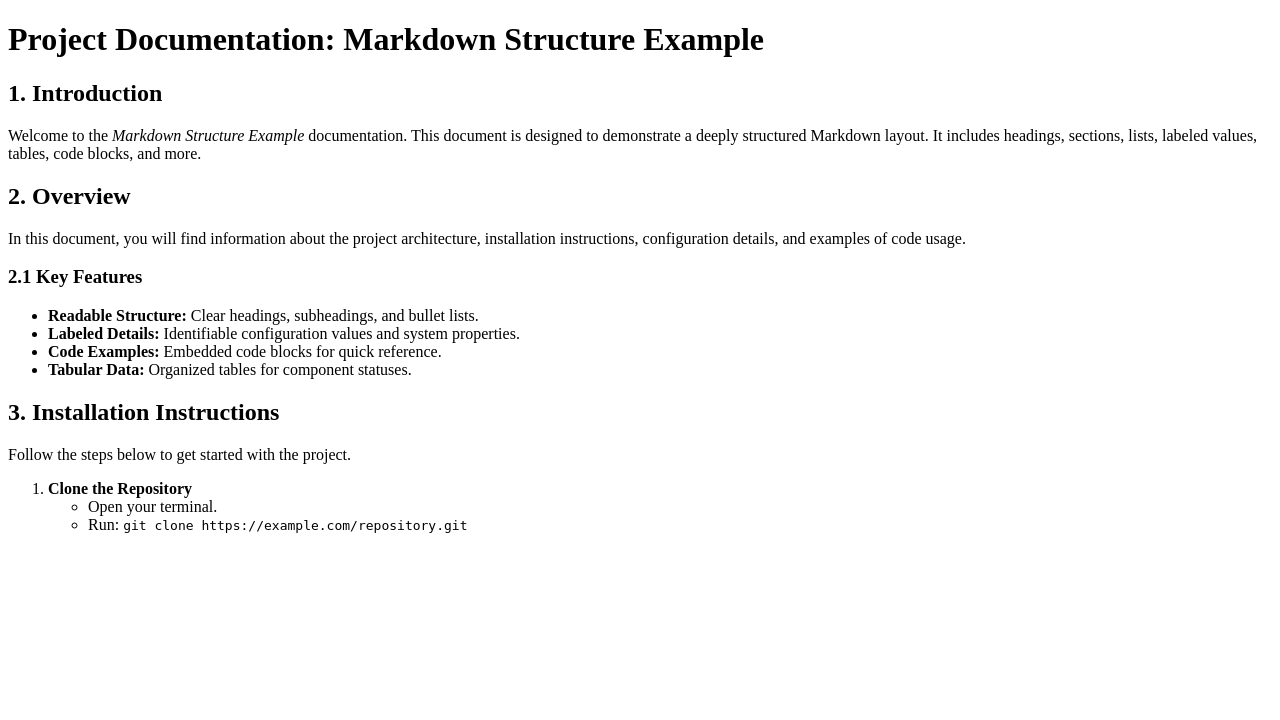 Project Documentation: Markdown Structure Example
1. Introduction
Welcome to the Markdown Structure Example documentation. This document is designed to demonstrate a deeply structured Markdown layout. It includes headings, sections, lists, labeled values,
tables, code blocks, and more.
2. Overview
In this document, you will find information about the project architecture, installation instructions, configuration details, and examples of code usage.
2.1 Key Features
• Readable Structure: Clear headings, subheadings, and bullet lists.
• Labeled Details: Identifiable configuration values and system properties.
• Code Examples: Embedded code blocks for quick reference.
• Tabular Data: Organized tables for component statuses.
3. Installation Instructions
Follow the steps below to get started with the project.
1. Clone the Repository
◦ Open your terminal.
◦ Run: git clone https://example.com/repository.git